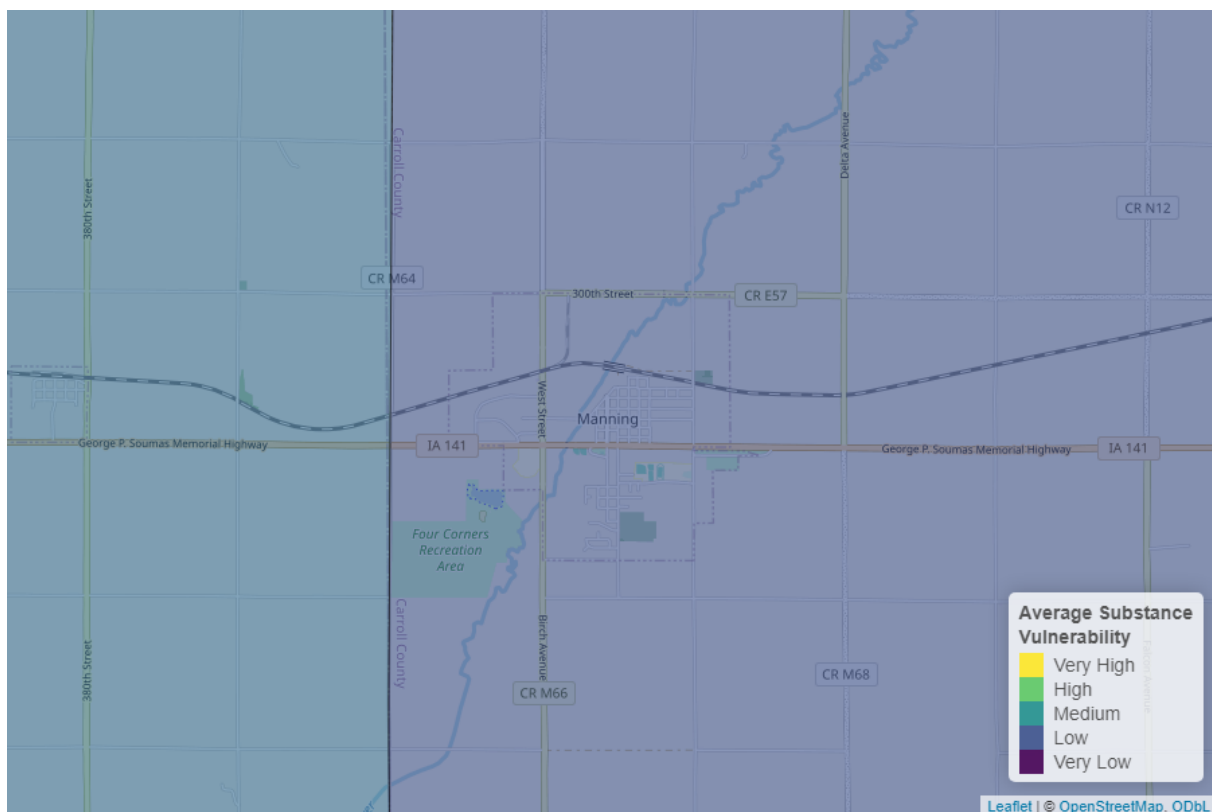 Carroll County
380th Street
Delta Avenue
CR N12
CR M64
300th Street
CR E57
West Street
Manning
George P. Soumas Memorial Highway
IA 141
George P. Soumas Memorial Highway
IA 141
Four Corners
Recreation
Area
Carroll County
380th Street
Birch Avenue
CR M66
CR M68
Average Substance
Vulnerability
Very High
High
Medium
Low
Very Low
Leaflet | © OpenStreetMap, ODbL